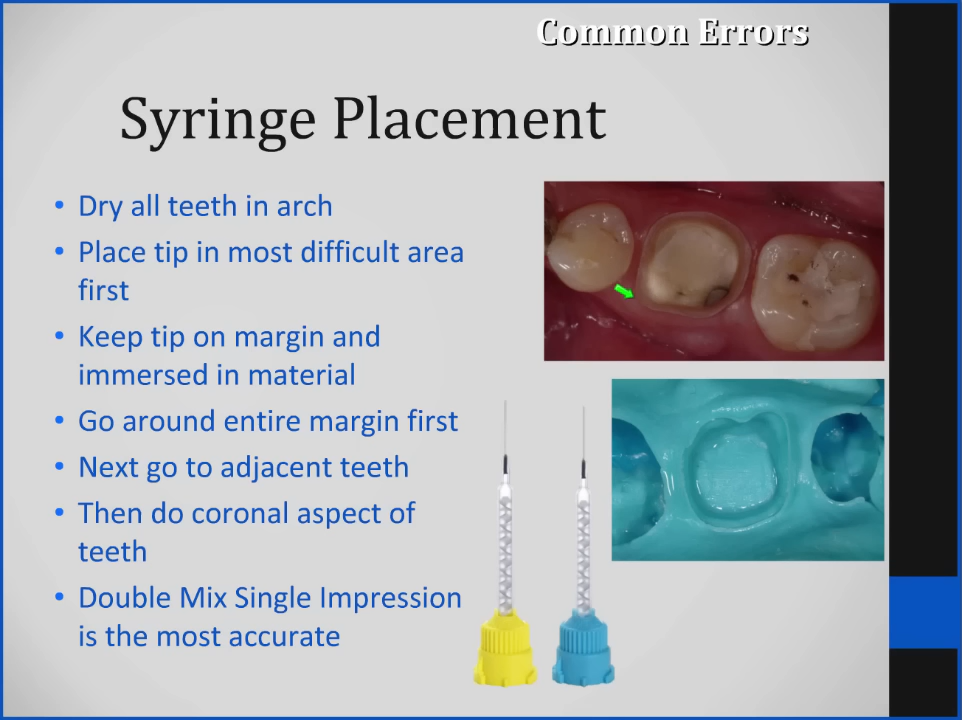 Common Errors
Syringe Placement
• Dry all teeth in arch
• Place tip in most difficult area
first
• Keep tip on margin and
immersed in material
• Go around entire margin first
• Next go to adjacent teeth
• Then do coronal aspect of
teeth
• Double Mix Single Impression
is the most accurate